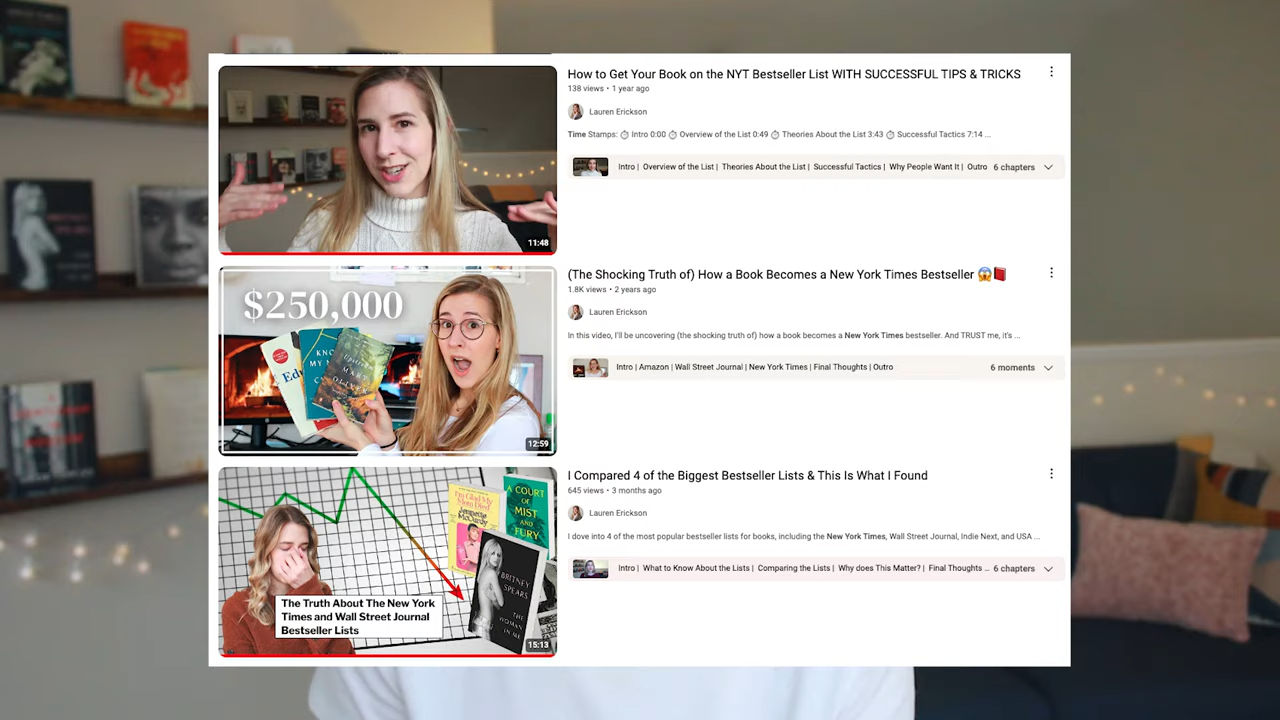 How to Get Your Book on the NYT Bestseller List WITH SUCCESSFUL TIPS & TRICKS
138 views • 1 year ago
Lauren Erickson
Time Stamps: ⏱ Intro 0:00 ⏱ Overview of the List 0:49 ⏱ Theories About the List 3:43 ⏱ Successful Tactics 7:14 ...
Intro | Overview of the List | Theories About the List | Successful Tactics | Why People Want It | Outro 6 chapters
11:48
$250,000
12:59
(The Shocking Truth of) How a Book Becomes a New York Times Bestseller 😱📕
1.8K views • 2 years ago
Lauren Erickson
In this video, I'll be uncovering (the shocking truth of) how a book becomes a New York Times bestseller. And TRUST me, it's ...
Intro | Amazon | Wall Street Journal | New York Times | Final Thoughts | Outro 6 moments
I'm Glad My
Mom Died
Jennette
McCurdy
A COURT
OF
MIST
AND
FURY
BRITNEY
SPEARS
THE
WOMAN
IN ME
The Truth About The New York
Times and Wall Street Journal
Bestseller Lists
15:13
I Compared 4 of the Biggest Bestseller Lists & This Is What I Found
645 views • 3 months ago
Lauren Erickson
I dove into 4 of the most popular bestseller lists for books, including the New York Times, Wall Street Journal, Indie Next, and USA ...
Intro | What to Know About the Lists | Comparing the Lists | Why does This Matter? | Final Thoughts ... 6 chapters